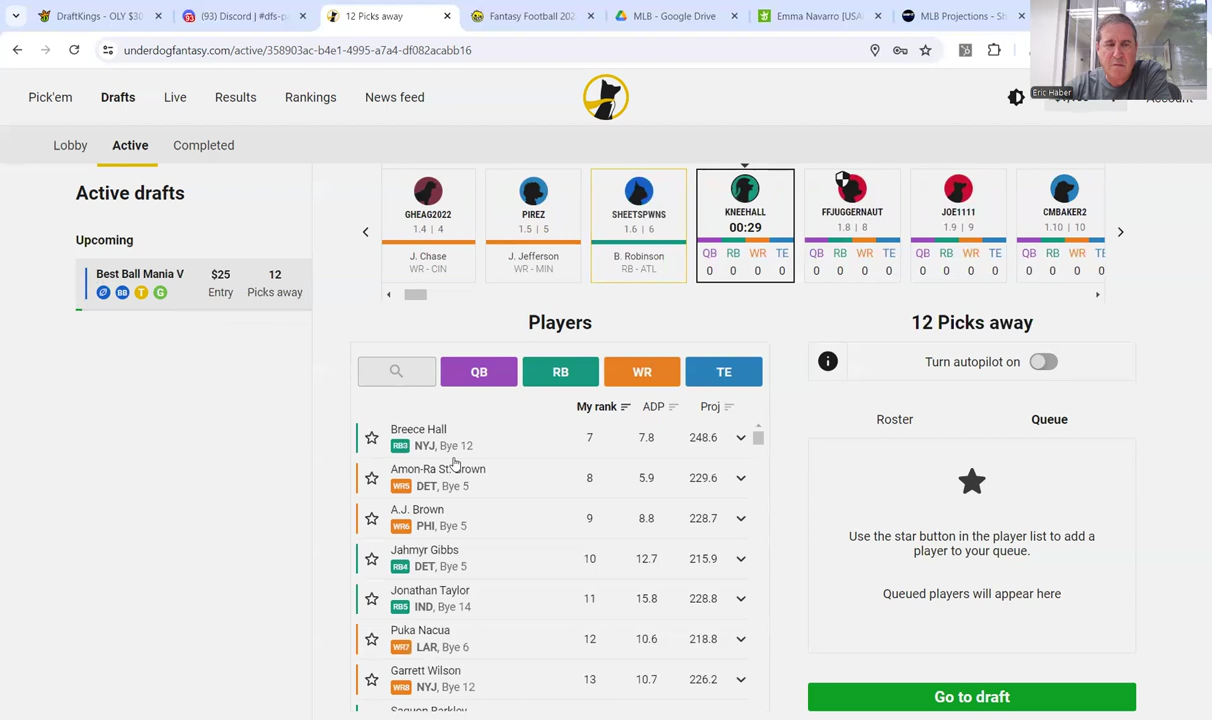 DraftKings - OLY $30
(93) Discord | #dfs-p
12 Picks away
Fantasy Football 202
MLB - Google Drive
Emma Navarro [USA
MLB Projections - Sh
underdogfantasy.com/active/358903ac-b4e1-4995-a7a4-df082acabb16
Eric Haber
Pick'em
Drafts
Live
Results
Rankings
News feed
Account
Lobby
Active
Completed
Active drafts
Upcoming
Best Ball Mania V
$25
12
BB
T
G
Entry
Picks away
GHEAG2022
1.4 | 4
J. Chase
WR - CIN
PIREZ
1.5 | 5
J. Jefferson
WR - MIN
SHEETSPWNS
1.6 | 6
B. Robinson
RB - ATL
KNEEHALL
00:29
QB RB WR TE
0 0 0 0
FFJUGGERNAUT
1.8 | 8
QB RB WR TE
0 0 0 0
JOE1111
1.9 | 9
QB RB WR TE
0 0 0 0
CMBAKER2
1.10 | 10
QB RB WR TE
0 0 0 0
Players
QB
RB
WR
TE
My rank
ADP
Proj
Breece Hall
RB3 NYJ, Bye 12
7 7.8 248.6
Amon-Ra St. Brown
WR5 DET, Bye 5
8 5.9 229.6
A.J. Brown
WR6 PHI, Bye 5
9 8.8 228.7
Jahmyr Gibbs
RB4 DET, Bye 5
10 12.7 215.9
Jonathan Taylor
RB5 IND, Bye 14
11 15.8 228.8
Puka Nacua
WR7 LAR, Bye 6
12 10.6 218.8
Garrett Wilson
WR8 NYJ, Bye 12
13 10.7 226.2
Saquon Barkley
12 Picks away
Turn autopilot on
Roster
Queue
Use the star button in the player list to add a
player to your queue.
Queued players will appear here
Go to draft